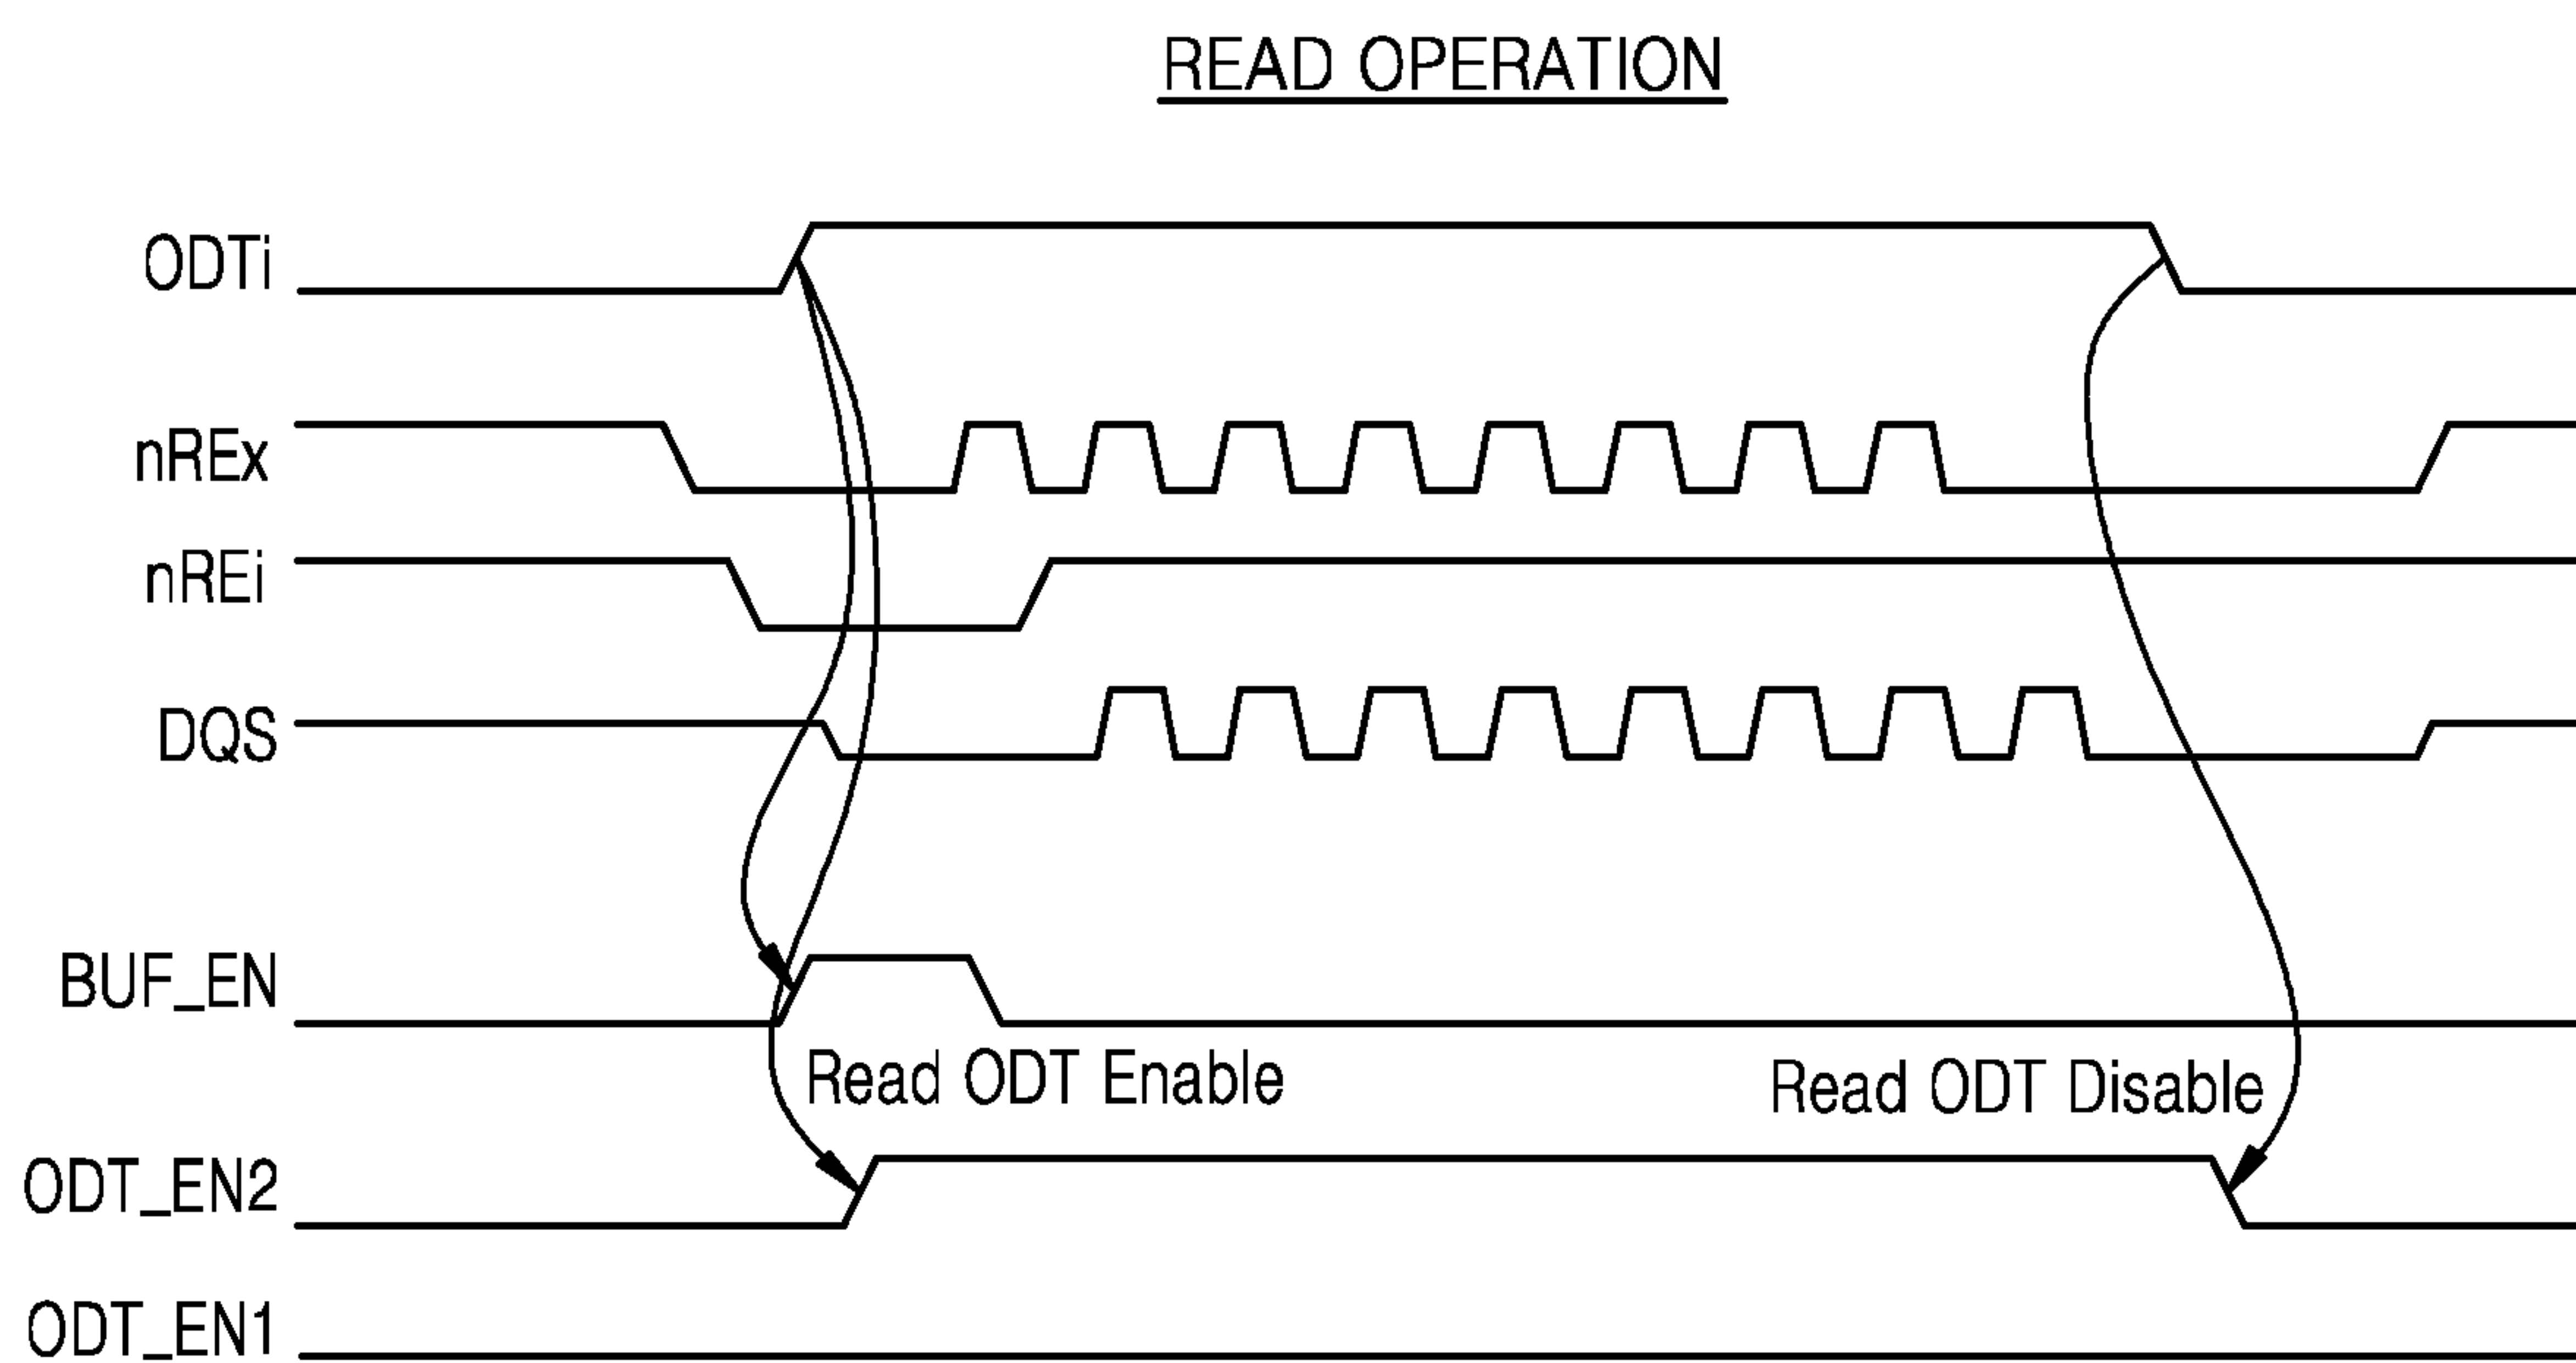 READ OPERATION
ODTi
nREx
nREi
DQS
BUF_EN
Read ODT Enable
Read ODT Disable
ODT_EN2
ODT_EN1